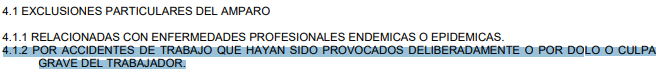 4.1 EXCLUSIONES PARTICULARES DEL AMPARO
4.1.1 RELACIONADAS CON ENFERMEDADES PROFESIONALES ENDEMICAS O EPIDEMICAS.
4.1.2 POR ACCIDENTES DE TRABAJO QUE HAYAN SIDO PROVOCADOS DELIBERADAMENTE O POR DOLO O CULPA
GRAVE DEL TRABAJADOR.